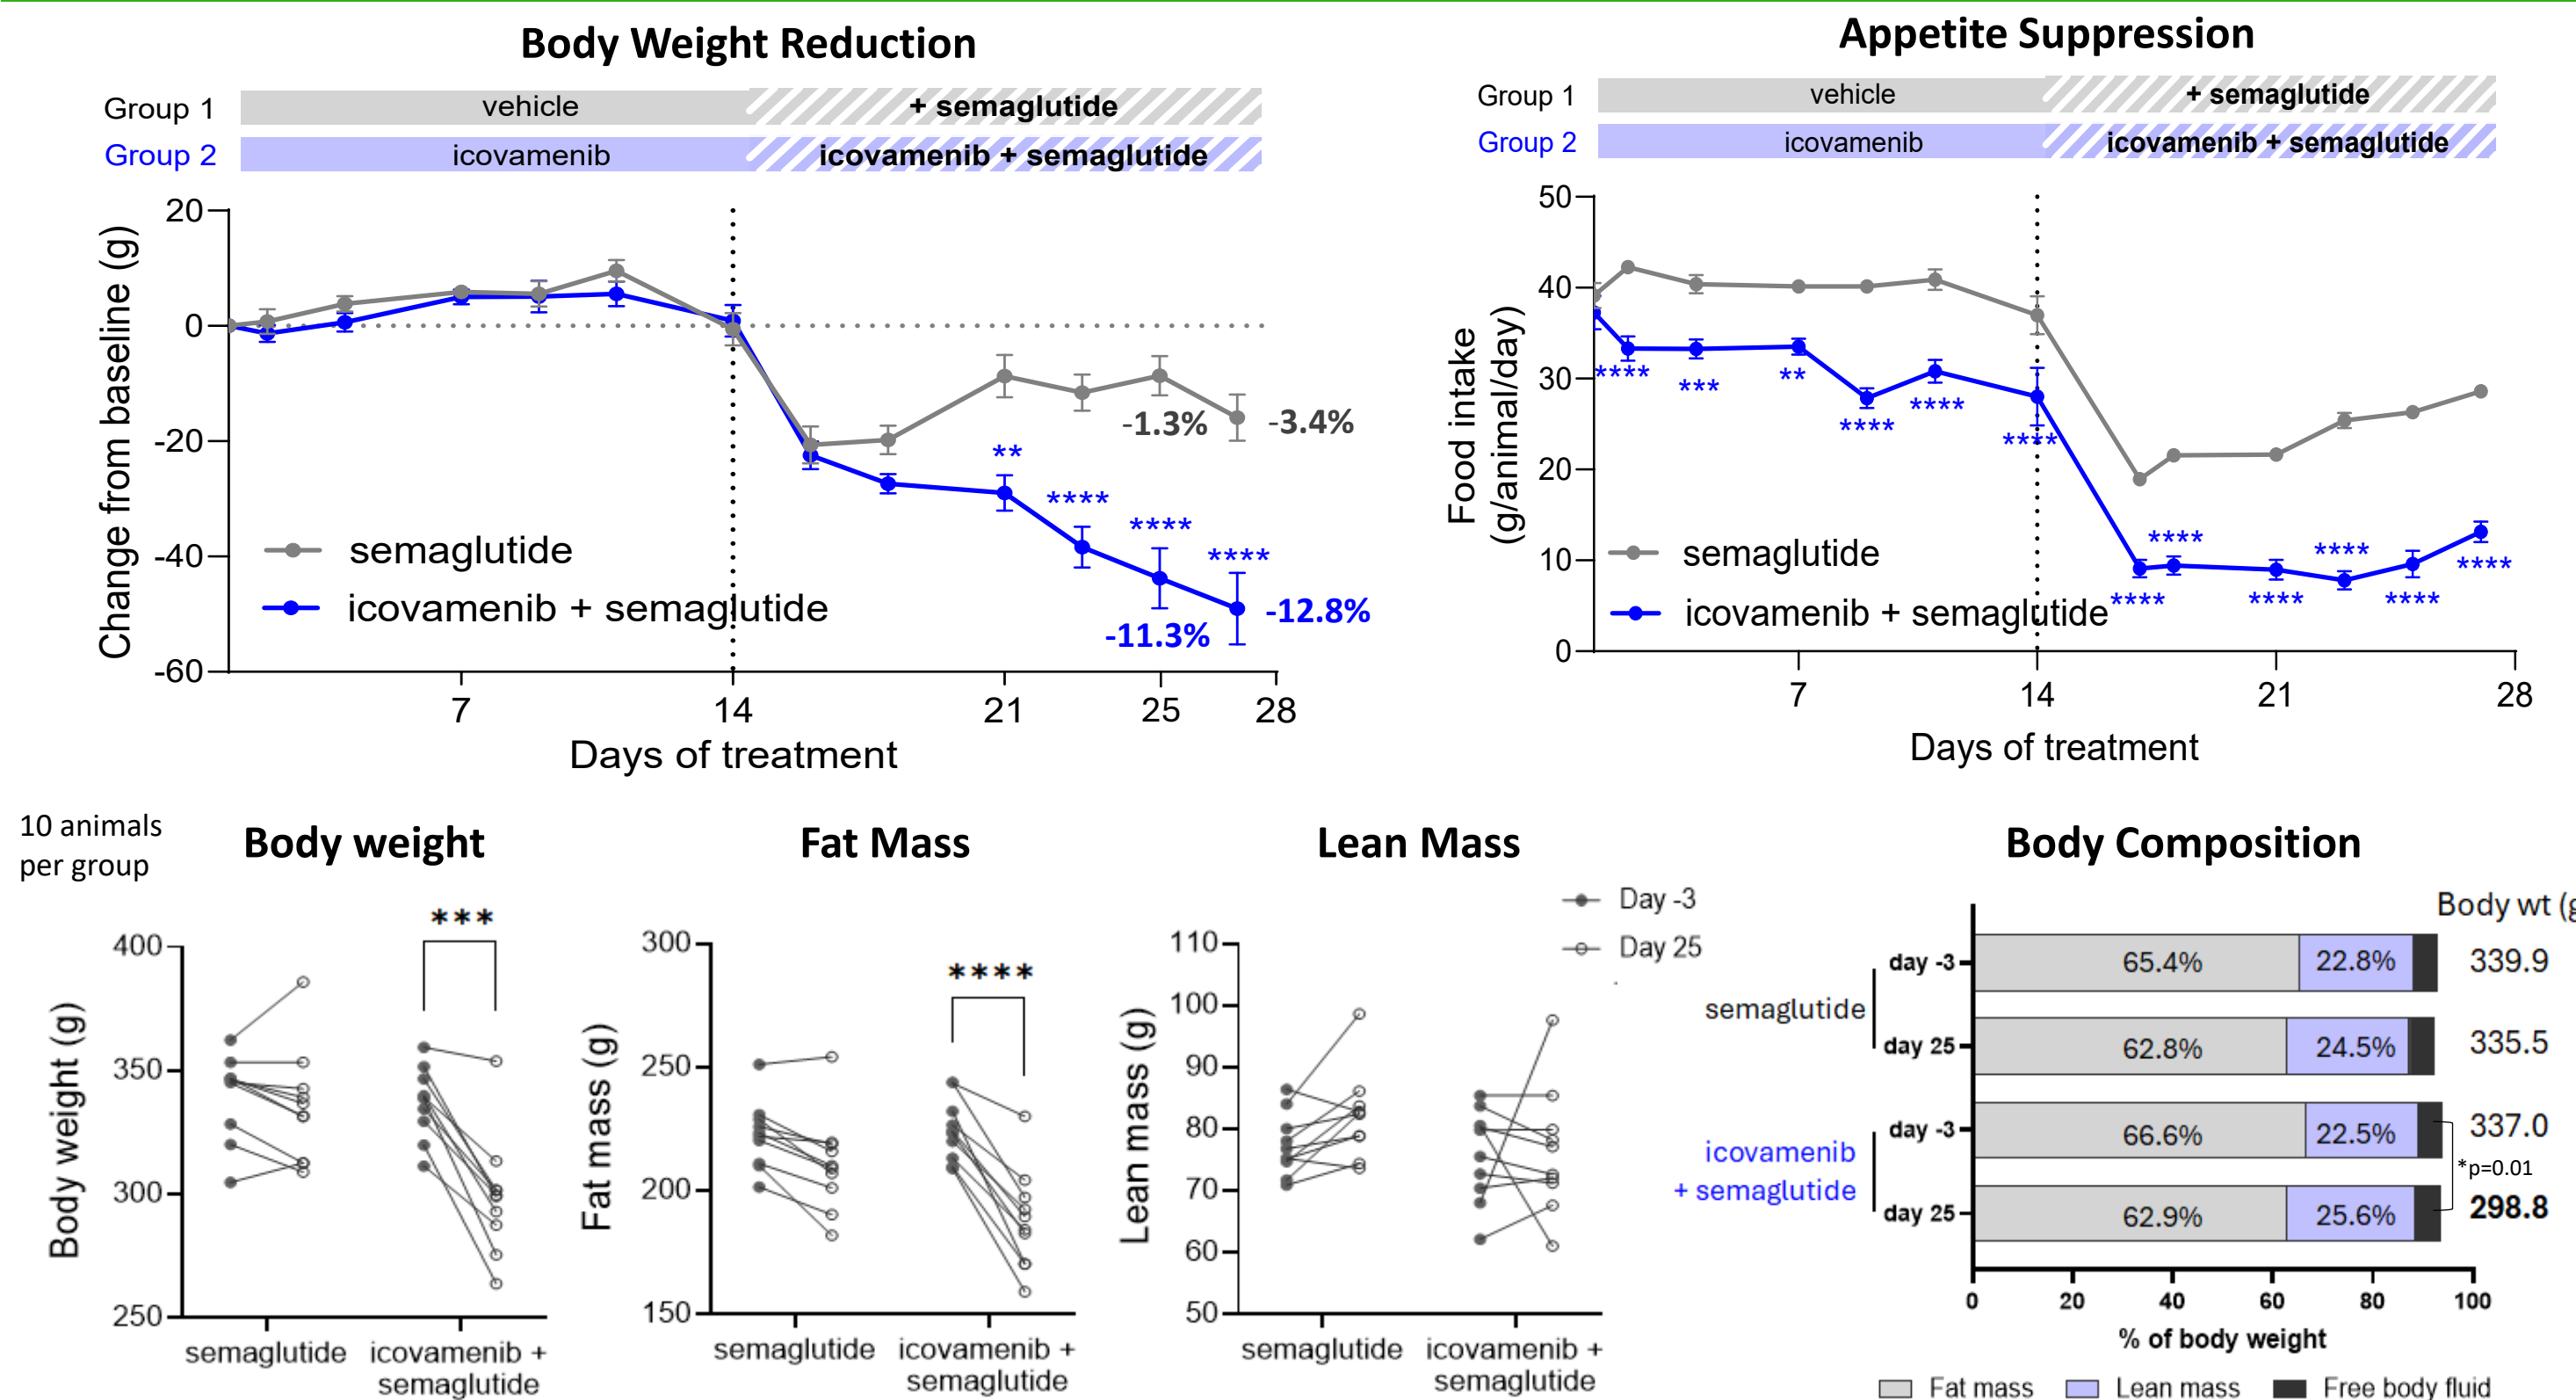 Body Weight Reduction
Group 1 vehicle + semaglutide
Group 2 icovamenib icovamenib + semaglutide
Change from baseline (g)
20
0
-20
-40
-60
-1.3% -3.4%
**
****
****
****
-11.3% -12.8%
semaglutide
icovamenib + semaglutide
7 14 21 25 28
Days of treatment
Appetite Suppression
Group 1 vehicle + semaglutide
Group 2 icovamenib icovamenib + semaglutide
Food intake
(g/animal/day)
50
40
30
20
10
0
**** *** ** **** **** ****
**** **** **** **** **** ****
semaglutide
icovamenib + semaglutide
7 14 21 28
Days of treatment
10 animals
per group
Body weight
***
Body weight (g)
400
350
300
250
semaglutide icovamenib +
semaglutide
Fat Mass
****
Fat mass (g)
300
250
200
150
semaglutide icovamenib +
semaglutide
Lean Mass
Day -3
Day 25
Lean mass (g)
110
100
90
80
70
60
50
semaglutide icovamenib +
semaglutide
Body Composition
Body wt (g
semaglutide
day -3 65.4% 22.8% 339.9
day 25 62.8% 24.5% 335.5
icovamenib
+ semaglutide
day -3 66.6% 22.5% 337.0
*p=0.01
day 25 62.9% 25.6% 298.8
0 20 40 60 80 100
% of body weight
Fat mass Lean mass Free body fluid